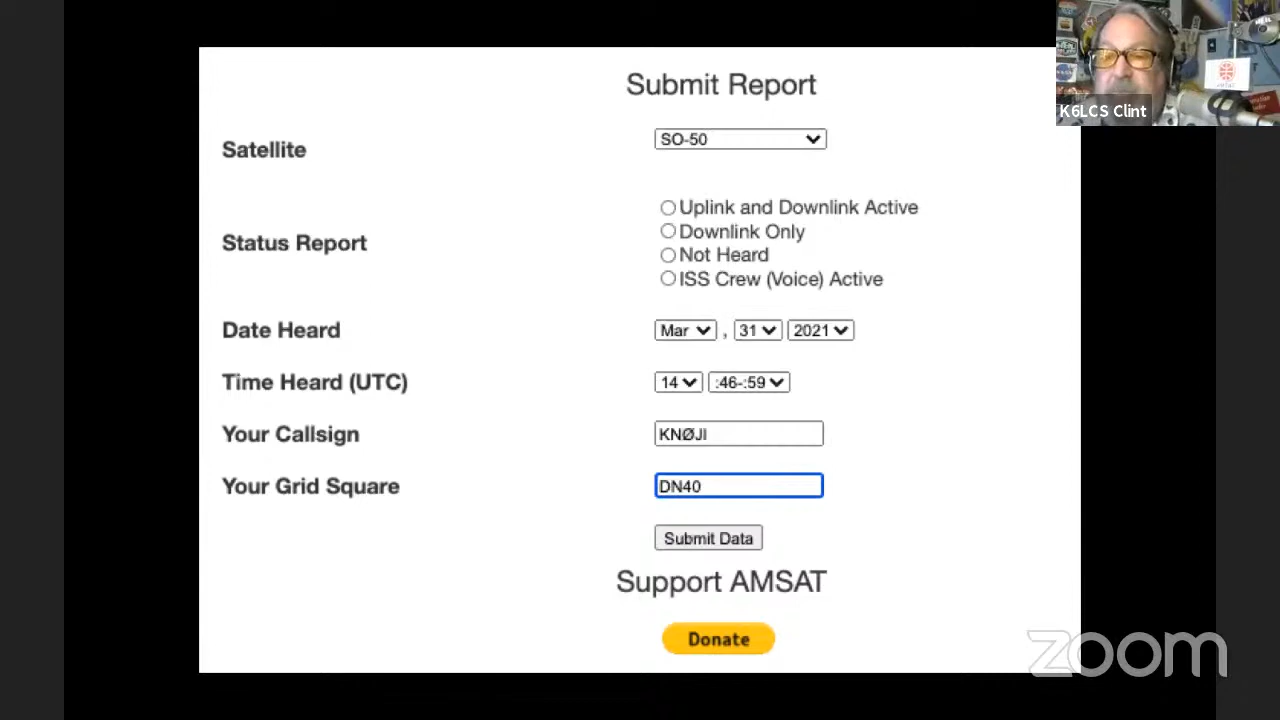 Submit Report
Satellite
SO-50
Status Report
Uplink and Downlink Active
Downlink Only
Not Heard
ISS Crew (Voice) Active
Date Heard
Mar , 31 2021
Time Heard (UTC)
14 :46-:59
Your Callsign
KNØJI
Your Grid Square
DN40
Submit Data
Support AMSAT
Donate
K6LCS Clint
zoom